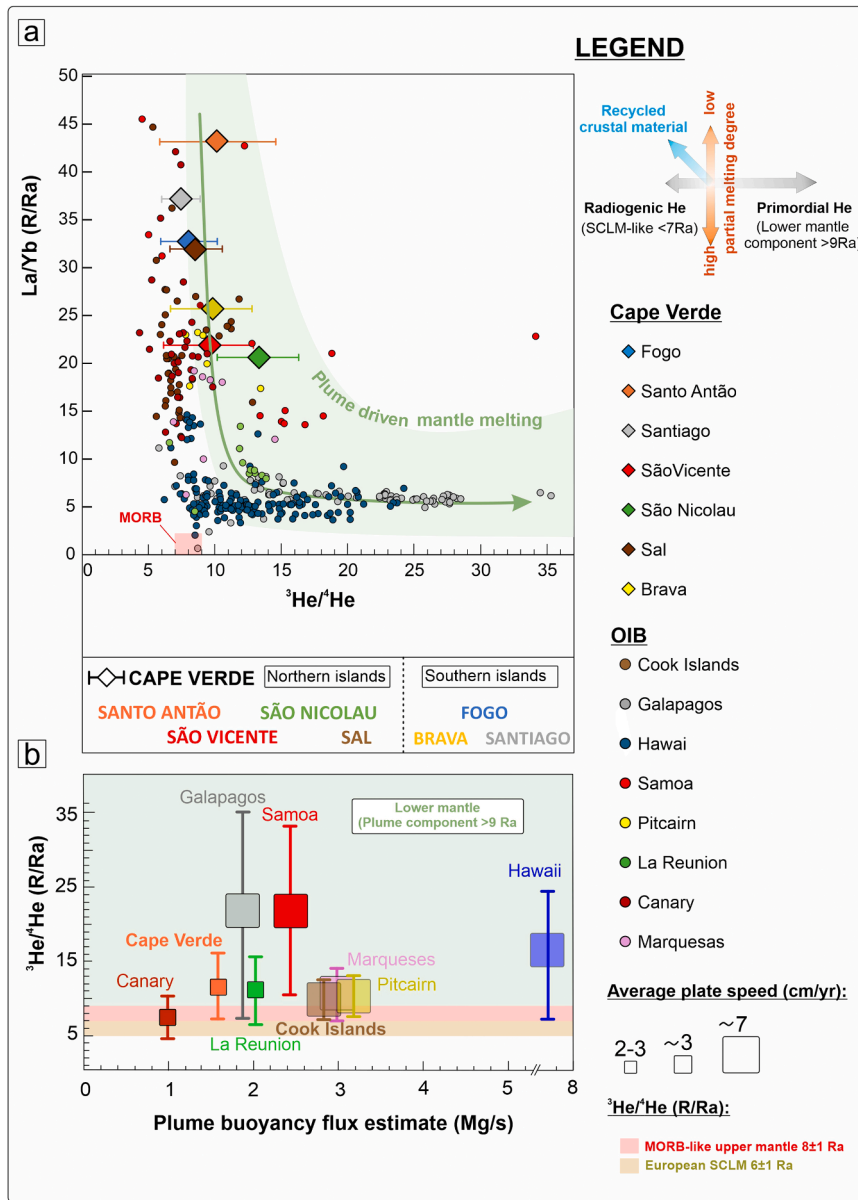 a
La/Yb (R/Ra)
50
45
40
35
30
25
20
15
10
5
0
MORB
Plume driven mantle melting
0
5
10
15
20
25
30
35
³He/⁴He
CAPE VERDE
Northern islands
Southern islands
SANTO ANTÃO
SÃO NICOLAU
FOGO
SÃO VICENTE
SAL
BRAVA
SANTIAGO
b
³He/⁴He (R/Ra)
35
25
15
5
Galapagos
Samoa
Lower mantle
(Plume component >9 Ra
Hawaii
Cape Verde
Marqueses
Canary
Pitcairn
Cook Islands
La Reunion
0
1
2
3
4
5
8
Plume buoyancy flux estimate (Mg/s)
LEGEND
Recycled
crustal material
low
partial melting degree
high
Radiogenic He
(SCLM-like <7Ra)
Primordial He
(Lower mantle
component >9Ra)
Cape Verde
Fogo
Santo Antão
Santiago
SãoVicente
São Nicolau
Sal
Brava
OIB
Cook Islands
Galapagos
Hawai
Samoa
Pitcairn
La Reunion
Canary
Marquesas
Average plate speed (cm/yr):
2-3
~3
~7
³He/⁴He (R/Ra):
MORB-like upper mantle 8±1 Ra
European SCLM 6±1 Ra